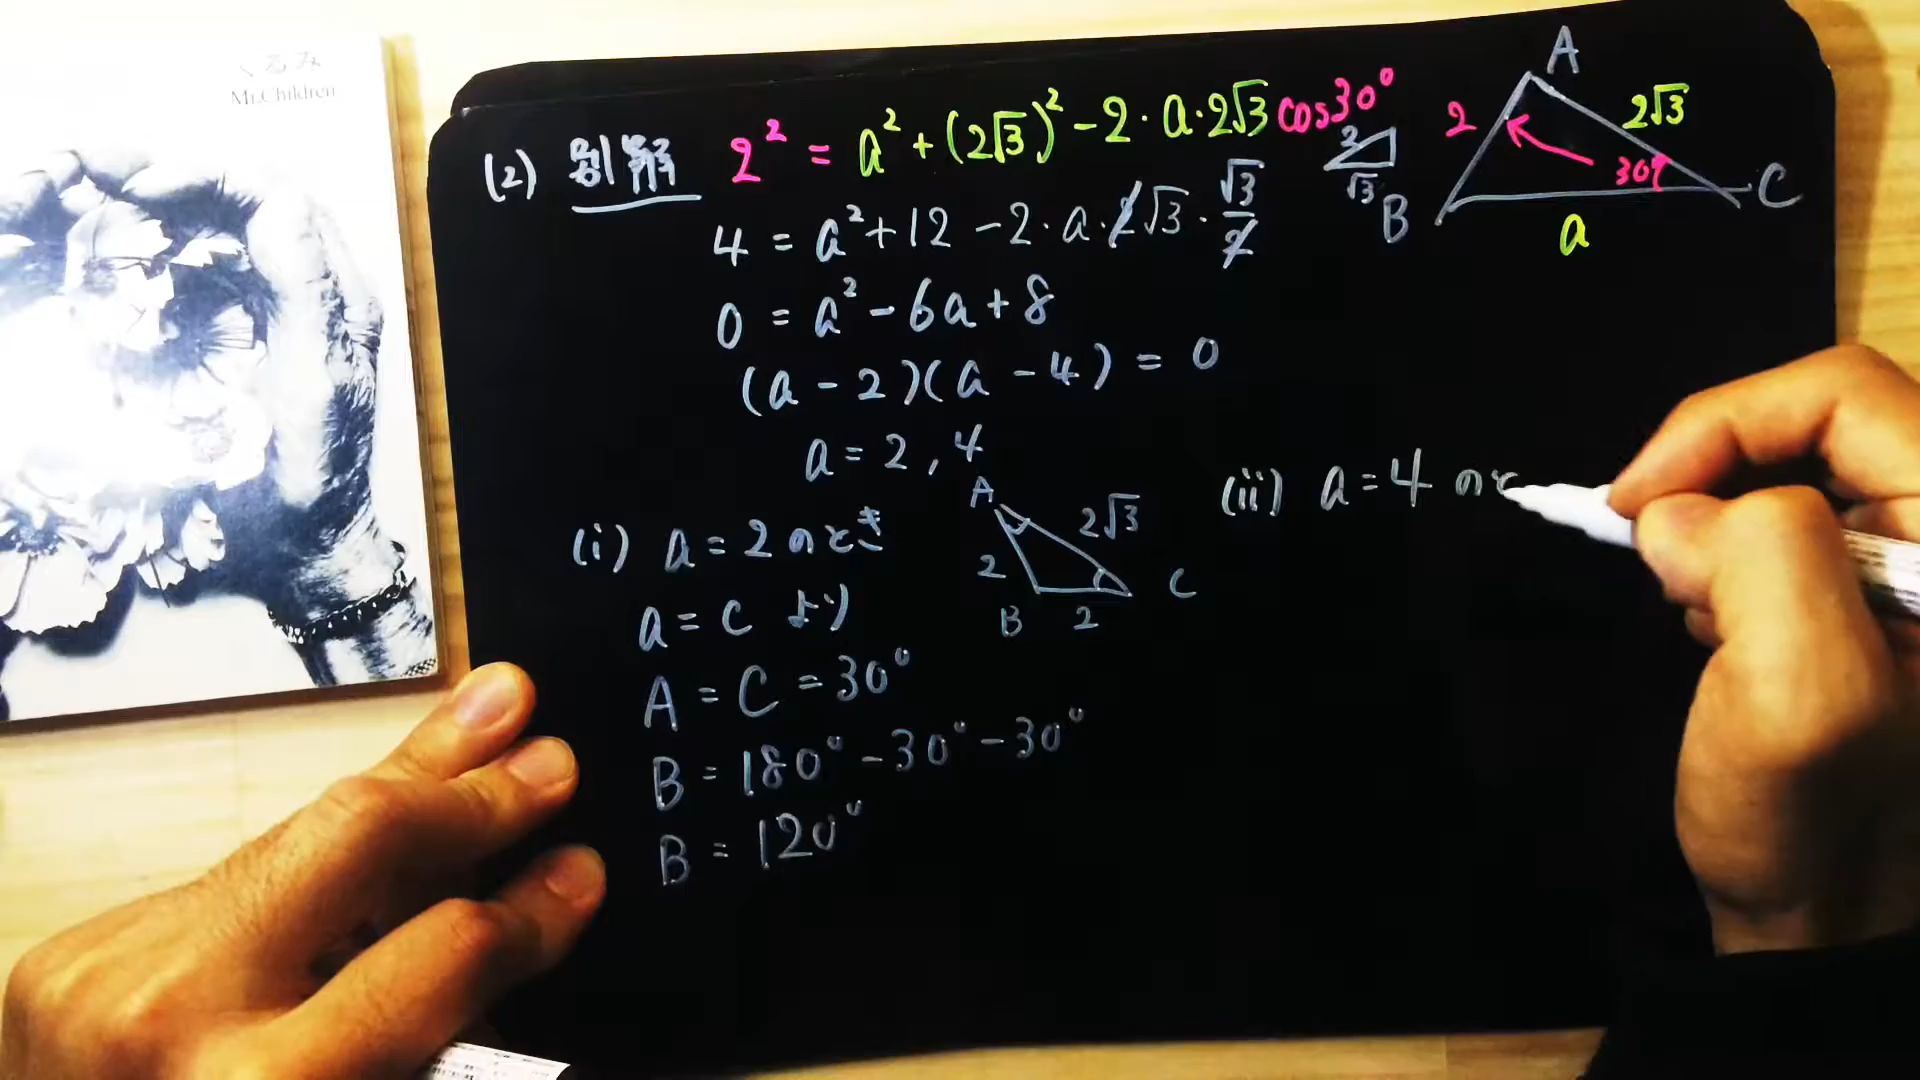 くるみ
Mr.Children
(2) 別解 2² = a² + (2√3)² − 2・a・2√3 cos30°
2
√3
A
2
2√3
30°
B
C
a
4 = a² + 12 − 2・a・2√3・√3/2
0 = a² − 6a + 8
(a − 2)(a − 4) = 0
a = 2 , 4
(i) a = 2 のとき
a = c より
A = C = 30°
B = 180° − 30° − 30°
B = 120°
A
2√3
2
B
2
C
(ii) a = 4 のと